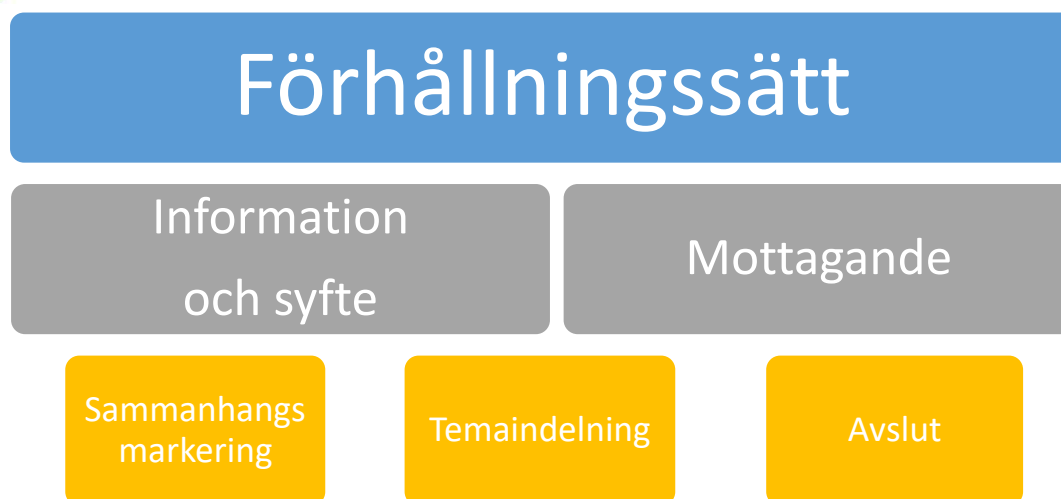 Förhållningssätt
Information
och syfte
Mottagande
Sammanhangs
markering
Temaindelning
Avslut